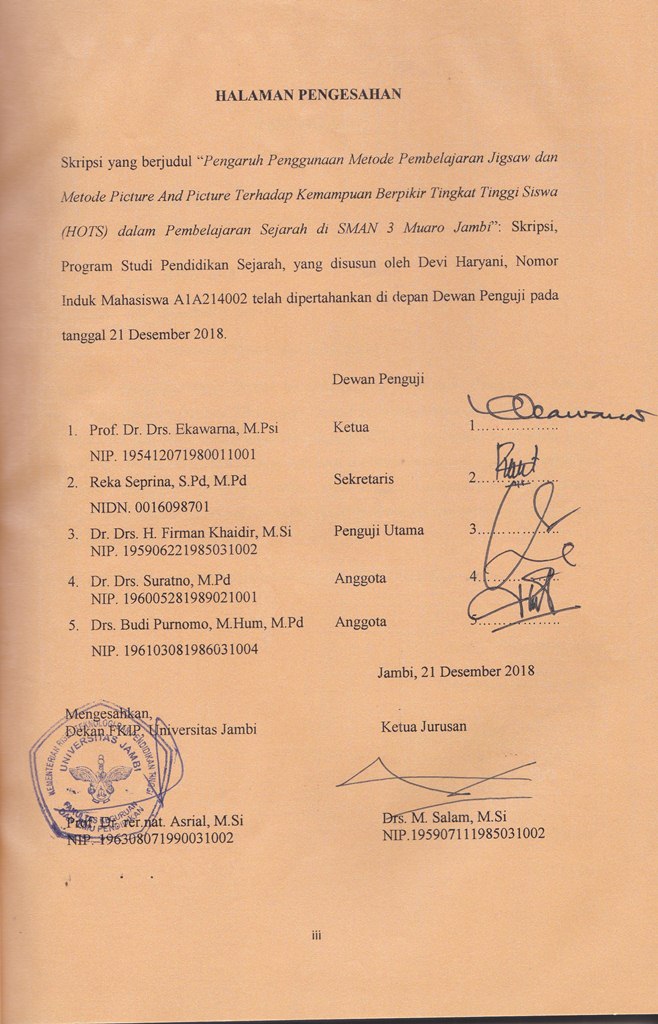 HALAMAN PENGESAHAN
Skripsi yang berjudul “Pengaruh Penggunaan Metode Pembelajaran Jigsaw dan
Metode Picture And Picture Terhadap Kemampuan Berpikir Tingkat Tinggi Siswa
(HOTS) dalam Pembelajaran Sejarah di SMAN 3 Muaro Jambi”: Skripsi,
Program Studi Pendidikan Sejarah, yang disusun oleh Devi Haryani, Nomor
Induk Mahasiswa A1A214002 telah dipertahankan di depan Dewan Penguji pada
tanggal 21 Desember 2018.
Dewan Penguji
1. Prof. Dr. Drs. Ekawarna, M.Psi Ketua 1..................
NIP. 195412071980011001
2. Reka Seprina, S.Pd, M.Pd Sekretaris 2..................
NIDN. 0016098701
3. Dr. Drs. H. Firman Khaidir, M.Si Penguji Utama 3..................
NIP. 195906221985031002
4. Dr. Drs. Suratno, M.Pd Anggota 4..................
NIP. 196005281989021001
5. Drs. Budi Purnomo, M.Hum, M.Pd Anggota 5..................
NIP. 196103081986031004
Jambi, 21 Desember 2018
Mengesahkan,
Dekan FKIP, Universitas Jambi Ketua Jurusan
UNIVERSITAS JAMBI
Prof. Dr. rer.nat. Asrial, M.Si Drs. M. Salam, M.Si
NIP. 196308071990031002 NIP.195907111985031002
iii